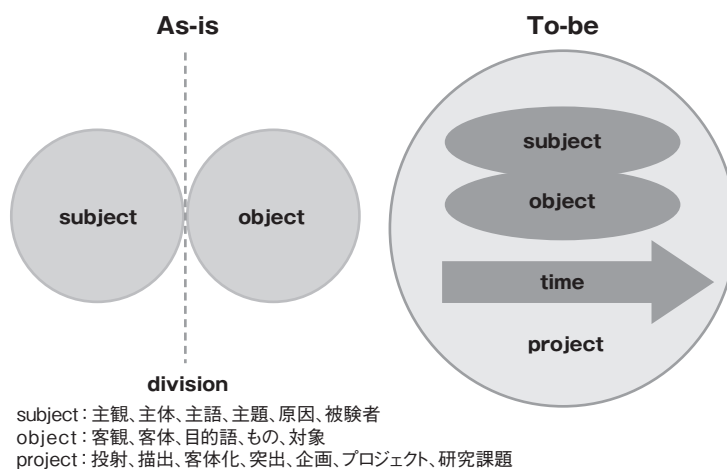 As-is
To-be
subject
object
division
subject
object
time
project
subject：主観、主体、主語、主題、原因、被験者
object：客観、客体、目的語、もの、対象
project：投射、描出、客体化、突出、企画、プロジェクト、研究課題